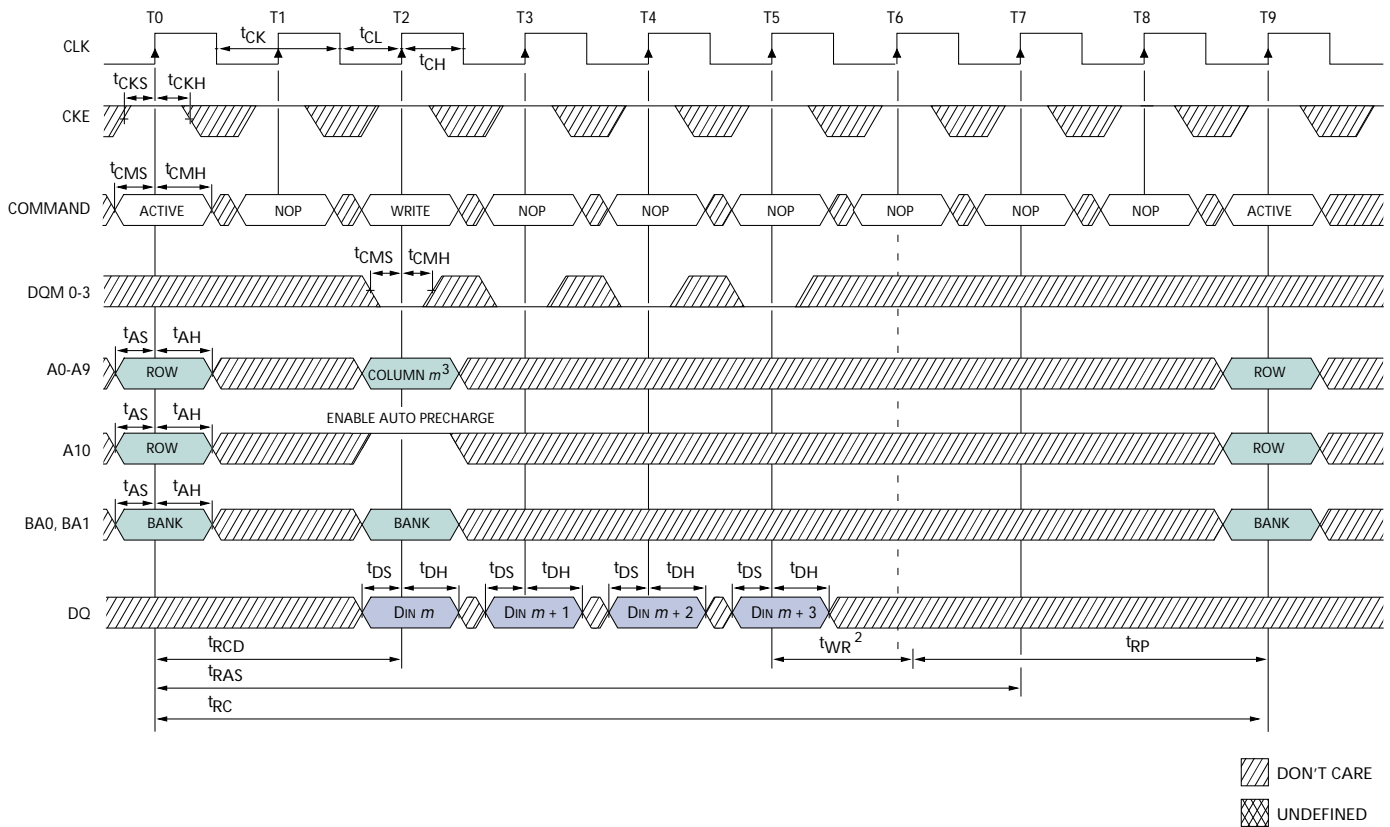 T0 T1 T2 T3 T4 T5 T6 T7 T8 T9
CLK
tCK tCL
tCH
tCKS tCKH
CKE
tCMS tCMH
COMMAND ACTIVE NOP WRITE NOP NOP NOP NOP NOP NOP ACTIVE
tCMS tCMH
DQM 0-3
tAS tAH
A0-A9 ROW COLUMN m³ ROW
ENABLE AUTO PRECHARGE
tAS tAH
A10 ROW ROW
tAS tAH
BA0, BA1 BANK BANK BANK
tDS tDH tDS tDH tDS tDH tDS tDH
DQ DIN m DIN m + 1 DIN m + 2 DIN m + 3
tRCD tWR² tRP
tRAS
tRC
DON'T CARE
UNDEFINED